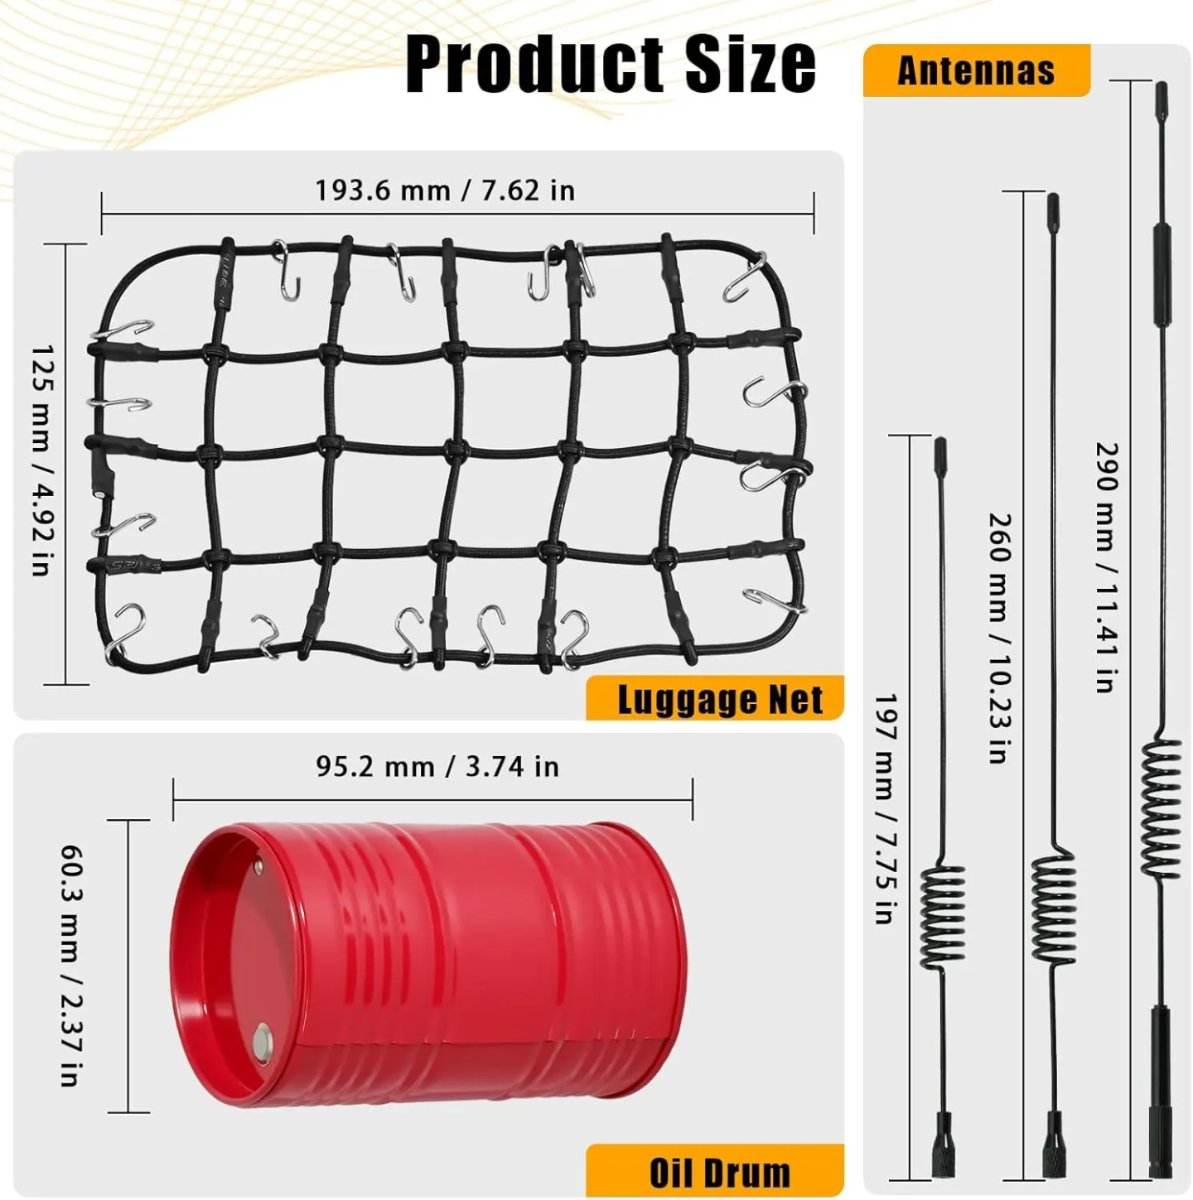 Product Size
Antennas
193.6 mm / 7.62 in
125 mm / 4.92 in
Luggage Net
95.2 mm / 3.74 in
60.3 mm / 2.37 in
Oil Drum
197 mm / 7.75 in
260 mm / 10.23 in
290 mm / 11.41 in